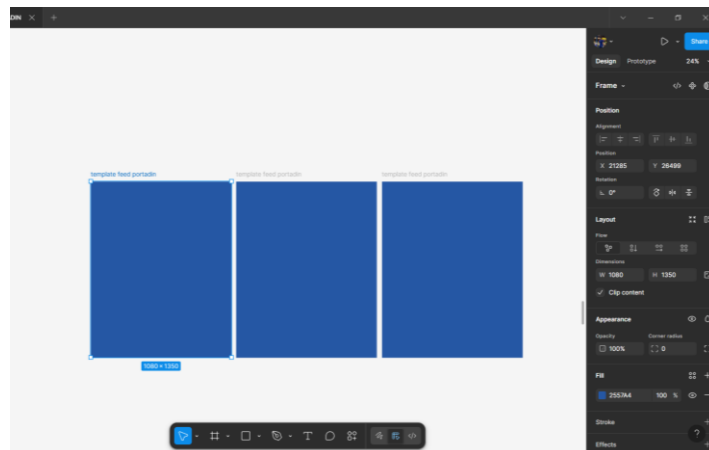 ADIN
Share
Design Prototype 24%
Frame
Position
Alignment
Position
X 21285 Y 26499
Rotation
0°
Layout
Flow
Dimensions
W 1080 H 1350
Clip content
Appearance
Opacity Corner radius
100% 0
Fill
2557A4 100 %
Stroke
Effects
?
template feed portadin template feed portadin template feed portadin
1080 × 1350
T